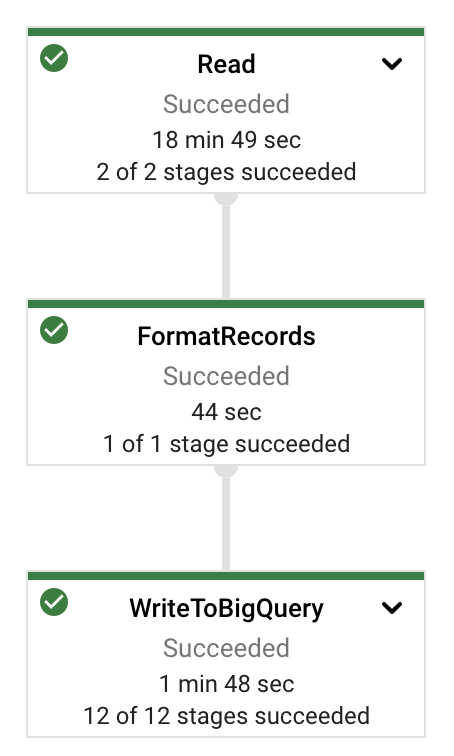 Read
Succeeded
18 min 49 sec
2 of 2 stages succeeded
FormatRecords
Succeeded
44 sec
1 of 1 stage succeeded
WriteToBigQuery
Succeeded
1 min 48 sec
12 of 12 stages succeeded